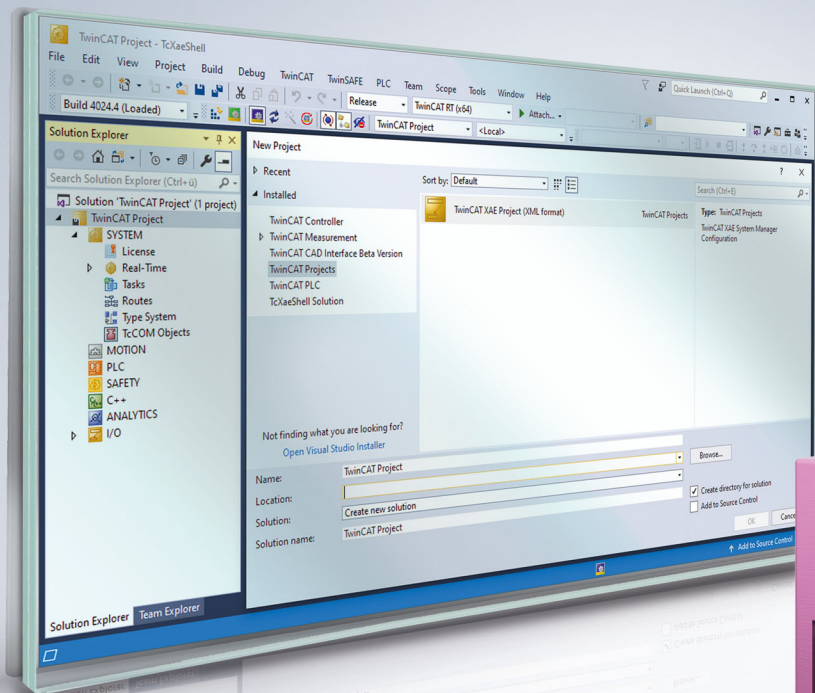 TwinCAT Project - TcXaeShell
Quick Launch (Ctrl+Q)
File Edit View Project Build Debug TwinCAT TwinSAFE PLC Team Scope Tools Window Help
Release TwinCAT RT (x64) Attach...
Build 4024.4 (Loaded) TwinCAT Project <Local>
Solution Explorer
Search Solution Explorer (Ctrl+ü)
Solution 'TwinCAT Project' (1 project)
TwinCAT Project
SYSTEM
License
Real-Time
Tasks
Routes
Type System
TcCOM Objects
MOTION
PLC
SAFETY
C++
ANALYTICS
I/O
Solution Explorer Team Explorer
New Project
? X
Recent
Installed
TwinCAT Controller
TwinCAT Measurement
TwinCAT CAD Interface Beta Version
TwinCAT Projects
TwinCAT PLC
TcXaeShell Solution
Not finding what you are looking for?
Open Visual Studio Installer
Sort by: Default
TwinCAT XAE Project (XML format) TwinCAT Projects
Search (Ctrl+E)
Type: TwinCAT Projects
TwinCAT XAE System Manager
Configuration
Name: TwinCAT Project
Location:
Browse...
Solution: Create new solution
Solution name: TwinCAT Project
Create directory for solution
Add to Source Control
OK
Add to Source Control